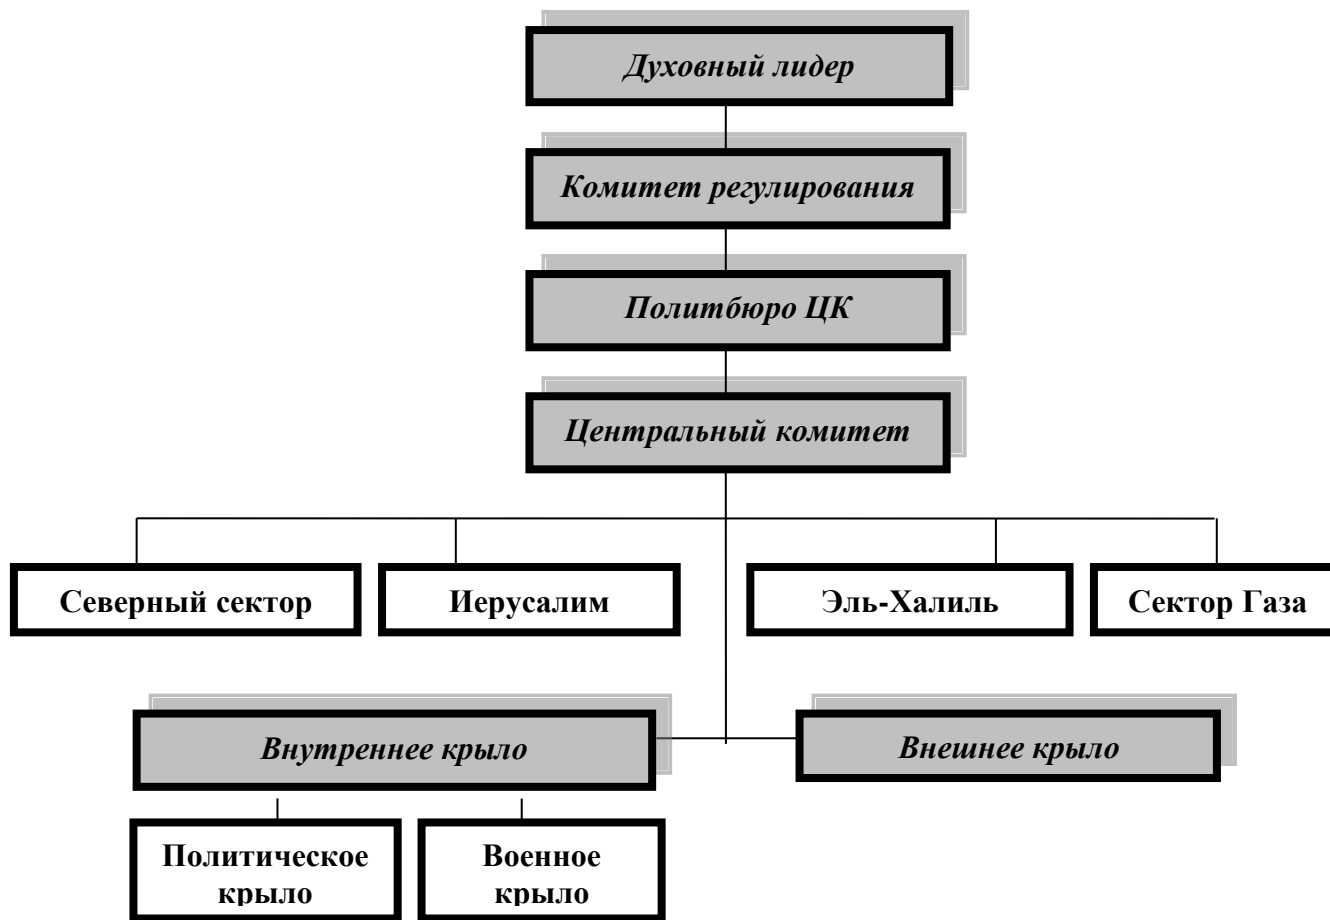 Духовный лидер
Комитет регулирования
Политбюро ЦК
Центральный комитет
Северный сектор
Иерусалим
Эль-Халиль
Сектор Газа
Внутреннее крыло
Внешнее крыло
Политическое
крыло
Военное
крыло